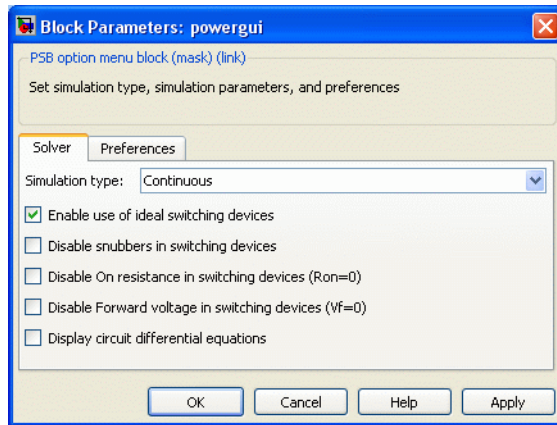 Block Parameters: powergui
PSB option menu block (mask) (link)
Set simulation type, simulation parameters, and preferences
Solver Preferences
Simulation type: Continuous
Enable use of ideal switching devices
Disable snubbers in switching devices
Disable On resistance in switching devices (Ron=0)
Disable Forward voltage in switching devices (Vf=0)
Display circuit differential equations
OK Cancel Help Apply